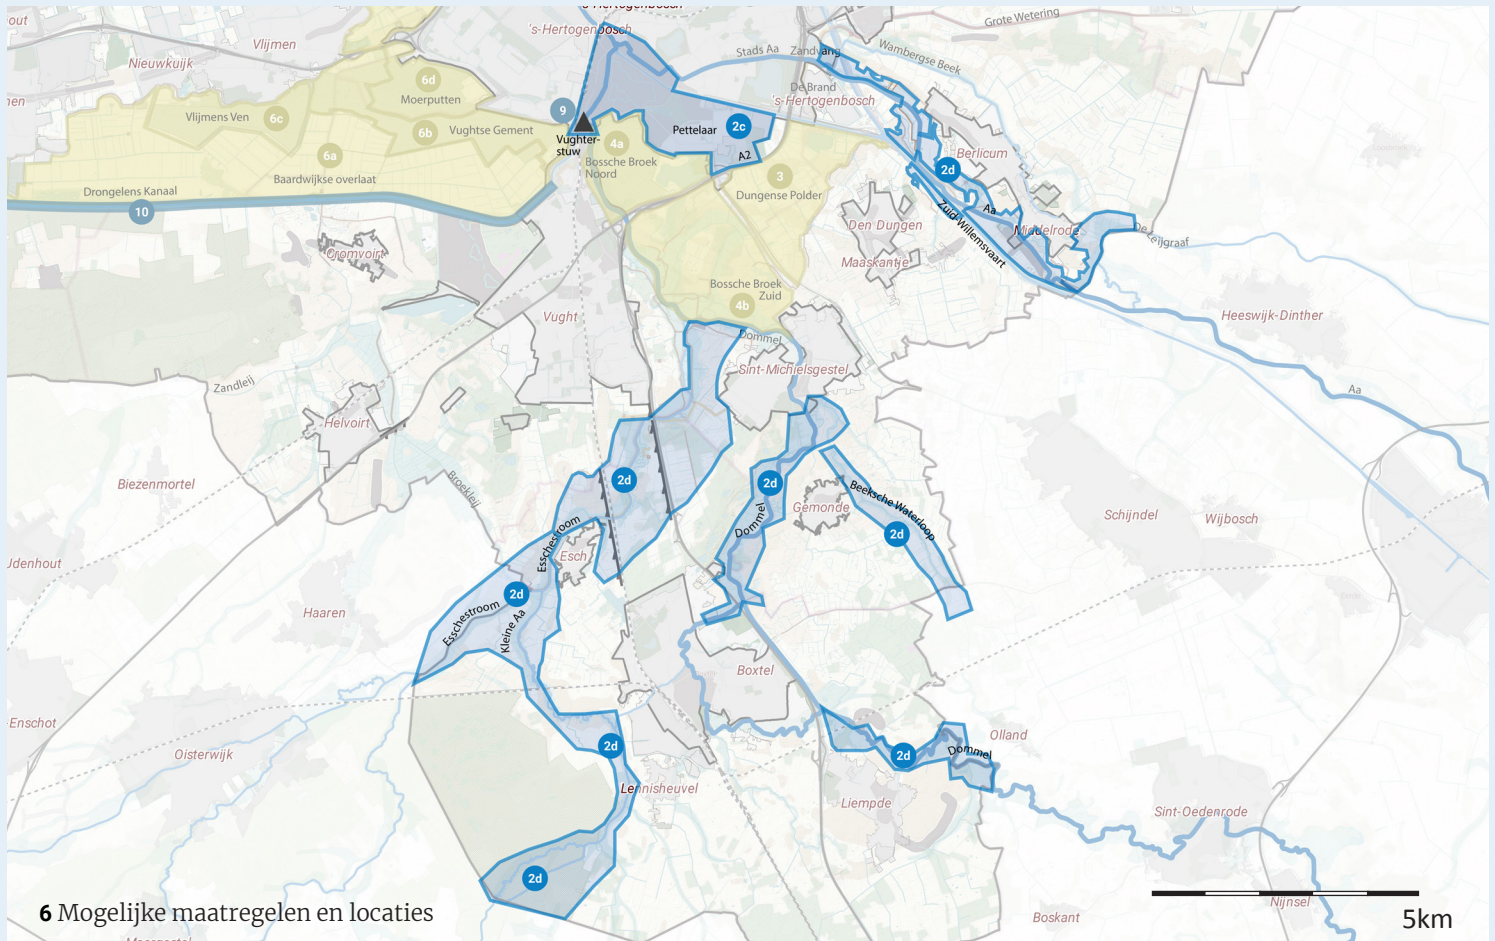 's-Hertogenbosch
's-Hertogenbosch
Grote Wetering
out
Vlijmen
Nieuwkuijk
Stads Aa
Zandvang
Wambergse Beek
De Brand
's-Hertogenbosch
nen
6d
Moerputten
9
Vlijmens Ven
6c
6b
Vughtse Gement
Vughter-
stuw
4a
Pettelaar
2c
A2
Bossche Broek
Noord
6a
Baardwijkse overlaat
3
Dungense Polder
Berlicum
2d
Aa
Zuid-Willemsvaart
Middelrode
Drongelens Kanaal
10
Den Dungen
Maaskantje
Cromvoirt
Bossche Broek
Zuid
4b
Vught
Dommel
Heeswijk-Dinther
Aa
Sint-Michielsgestel
Zandleij
Helvoirt
Biezenmortel
Broekleij
2d
2d
Dommel
Gemonde
Beeksche Waterloop
2d
Schijndel
Wijbosch
Udenhout
Esschestroom
Esch
2d
Esschestroom
Kleine Aa
Haaren
Boxtel
-Enschot
Oisterwijk
2d
2d
Dommel
Olland
Lennisheuvel
Liempde
Sint-Oedenrode
2d
6 Mogelijke maatregelen en locaties
Boskant
Nijnsel
5km